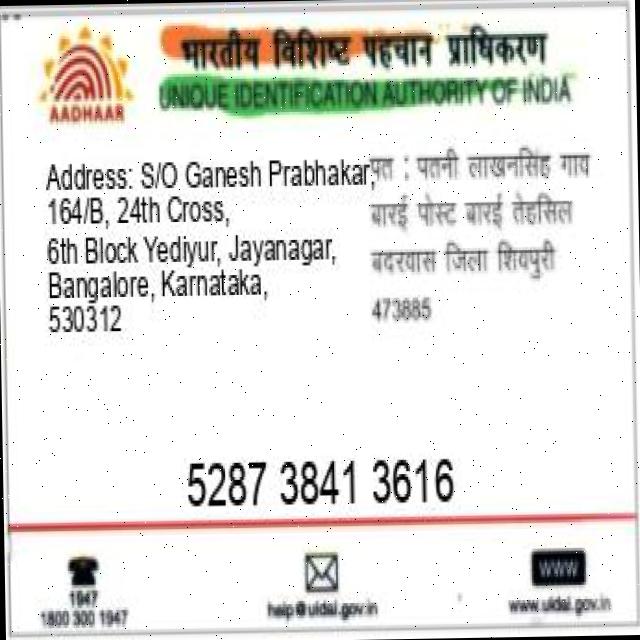 भारतीय विशिष्ट पहचान प्राधिकरण
UNIQUE IDENTIFICATION AUTHORITY OF INDIA
AADHAAR
Address: S/O Ganesh Prabhakar,
164/B, 24th Cross,
6th Block Yediyur, Jayanagar,
Bangalore, Karnataka,
530312
पत : पतनी लाखनसिंह गाव
बारई पोस्ट बारई तेहसिल
बदरवास जिला शिवपुरी
473885
5287 3841 3616
1947
1800 300 1947
help@uidai.gov.in
WWW
www.uidai.gov.in